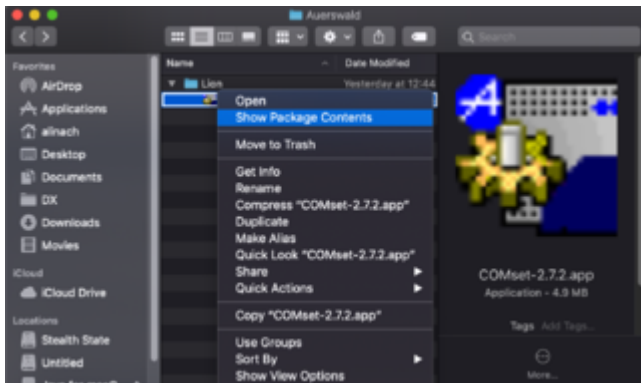 Auerswald
Search
Favorites
AirDrop
Applications
alinach
Desktop
Documents
DX
Downloads
Movies
iCloud
iCloud Drive
Locations
Stealth State
Untitled
Name
Date Modified
Lion
Yesterday at 12:44
Open
Show Package Contents
Move to Trash
Get Info
Rename
Compress "COMset-2.7.2.app"
Duplicate
Make Alias
Quick Look "COMset-2.7.2.app"
Share
Quick Actions
Copy "COMset-2.7.2.app"
Use Groups
Sort By
Show View Options
A
COMset-2.7.2.app
Application - 4.9 MB
Tags Add Tags...
More...